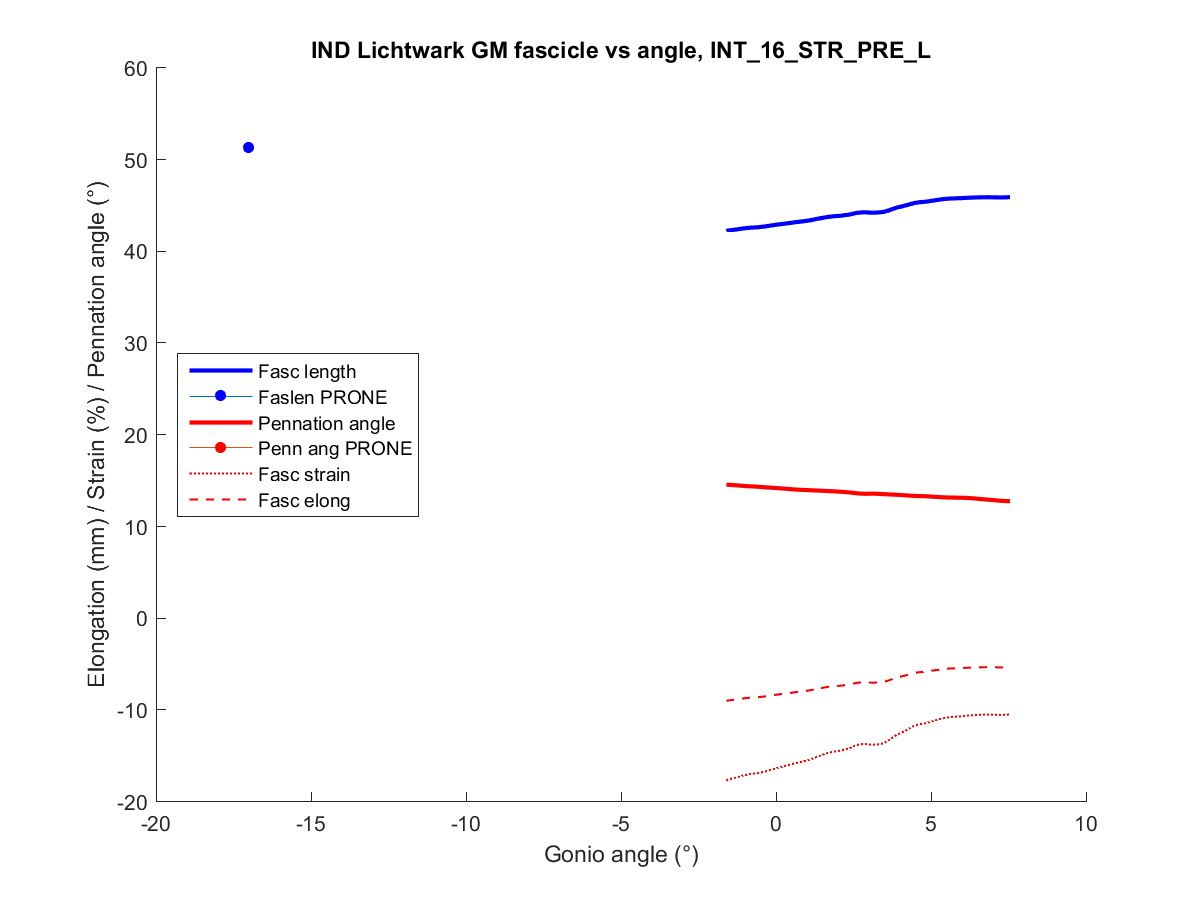 IND Lichtwark GM fascicle vs angle, INT_16_STR_PRE_L
60
50
40
30
20
10
0
-10
-20
Elongation (mm) / Strain (%) / Pennation angle (°)
Fasc length
Faslen PRONE
Pennation angle
Penn ang PRONE
Fasc strain
Fasc elong
-20 -15 -10 -5 0 5 10
Gonio angle (°)